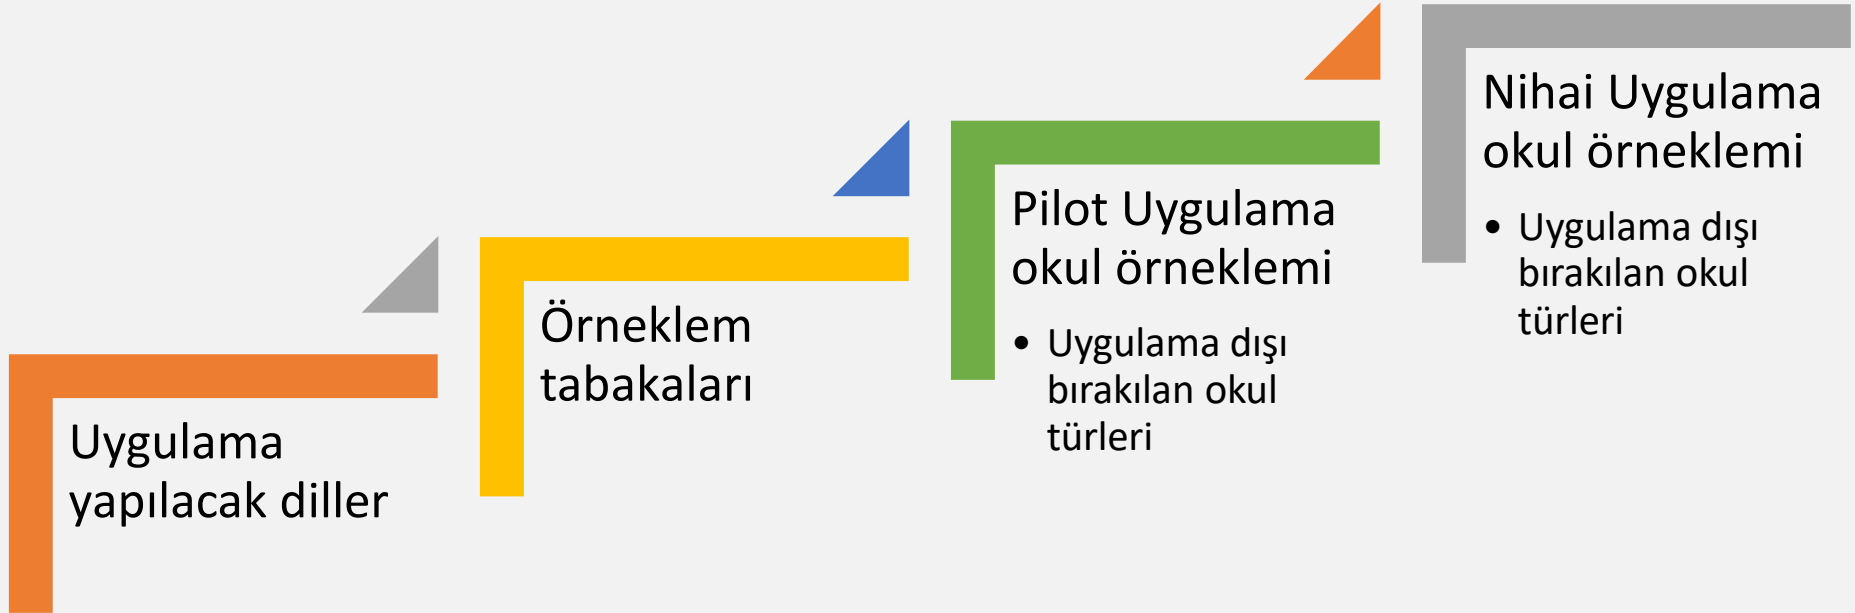 Uygulama
yapılacak diller
Örneklem
tabakaları
Pilot Uygulama
okul örneklemi
• Uygulama dışı
bırakılan okul
türleri
Nihai Uygulama
okul örneklemi
• Uygulama dışı
bırakılan okul
türleri